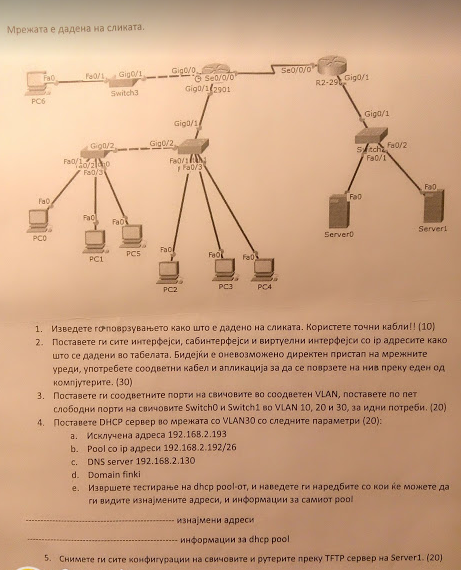 Мрежата е дадена на сликата.
Gig0/0
Se0/0/0
Se0/0/0
Fa0
Fa0/1
Gig0/1
PC6
Switch3
Gig0/1
2901
R2-29
Gig0/1
Gig0/1
Gig0/1
Gig0/2
Gig0/2
Fa0/1
Fa0/3
Fa0/1
Fa0/3
Switch
Fa0/2
Fa0/1
Fa0
Fa0
Fa0
Fa0
Fa0
PC0
PC1
PC5
Server0
Server1
Fa0
Fa0
Fa0
PC2
PC3
PC4
1. Изведете го поврзувањето како што е дадено на сликата. Користете точни кабли!! (10)
2. Поставете ги сите интерфејси, сабинтерфејси и виртуелни интерфејси со ip адресите како
што се дадени во табелата. Бидејќи е оневозможено директен пристап на мрежните
уреди, употребете соодветни кабел и апликација за да се поврзете на нив преку еден од
компјутерите. (30)
3. Поставете ги соодветните порти на свичовите во соодветен VLAN, поставете по пет
слободни порти на свичовите Switch0 и Switch1 во VLAN 10, 20 и 30, за идни потреби. (20)
4. Поставете DHCP сервер во мрежата со VLAN30 со следните параметри (20):
a. Исклучена адреса 192.168.2.193
b. Pool со ip адреси 192.168.2.192/26
c. DNS server 192.168.2.130
d. Domain finki
e. Извршете тестирање на dhcp pool-от, и наведете ги наредбите со кои ќе можете да
ги видите изнајмените адреси, и информации за самиот pool
изнајмени адреси
информации за dhcp pool
5. Снимете ги сите конфигурации на свичовите и рутерите преку TFTP сервер на Server1. (20)